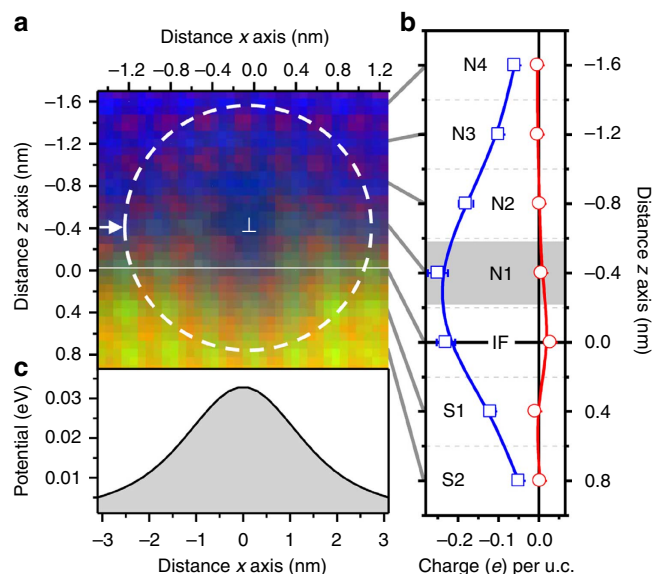 a
Distance x axis (nm)
−1.2 −0.8 −0.4 0.0 0.4 0.8 1.2
Distance z axis (nm)
−1.6
−1.2
−0.8
−0.4
0.0
0.4
0.8
⊥
b
N4
N3
N2
N1
IF
S1
S2
−1.6
−1.2
−0.8
−0.4
0.0
0.4
0.8
Distance z axis (nm)
−0.2 −0.1 0.0
Charge (e) per u.c.
c
Potential (eV)
0.03
0.02
0.01
−3 −2 −1 0 1 2 3
Distance x axis (nm)